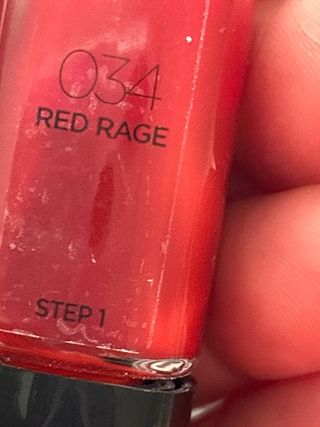 034
RED RAGE
STEP 1